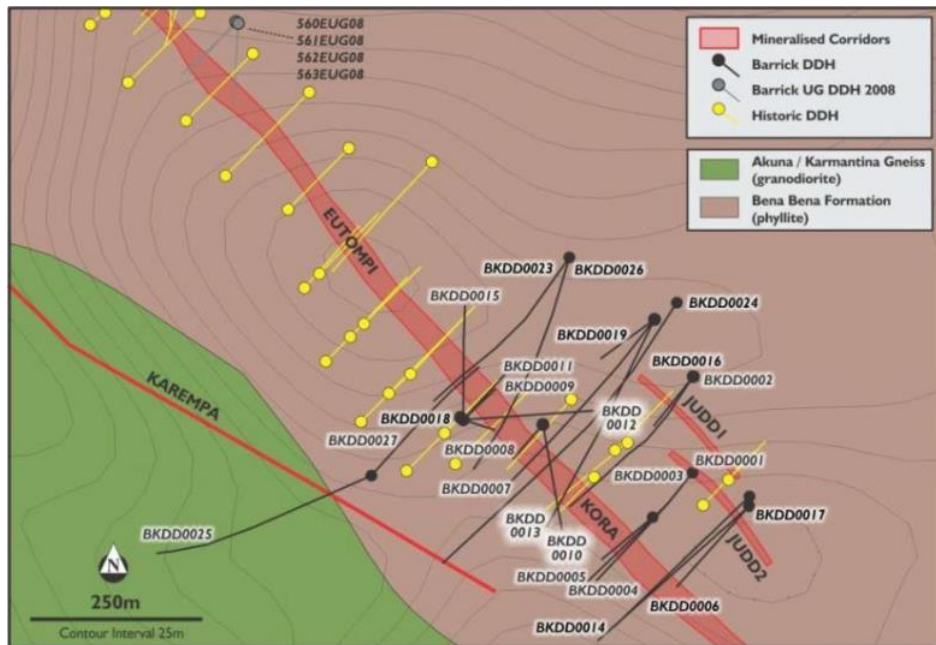 560EUG08
561EUG08
562EUG08
563EUG08
Mineralised Corridors
Barrick DDH
Barrick UG DDH 2008
Historic DDH
Akuna / Karmantina Gneiss
(granodiorite)
Bena Bena Formation
(phyllite)
EUTOMPI
BKDD0023
BKDD0026
BKDD0015
BKDD0024
BKDD0019
BKDD0016
BKDD0011
BKDD0002
BKDD0009
KAREMPA
JUDD1
BKDD0018
BKDD
0012
BKDD0027
BKDD0008
BKDD0001
BKDD0003
BKDD0007
KORA
BKDD0017
BKDD
0013
BKDD
0010
BKDD0025
JUDD2
BKDD0005
BKDD0004
BKDD0006
BKDD0014
N
250m
Contour Interval 25m